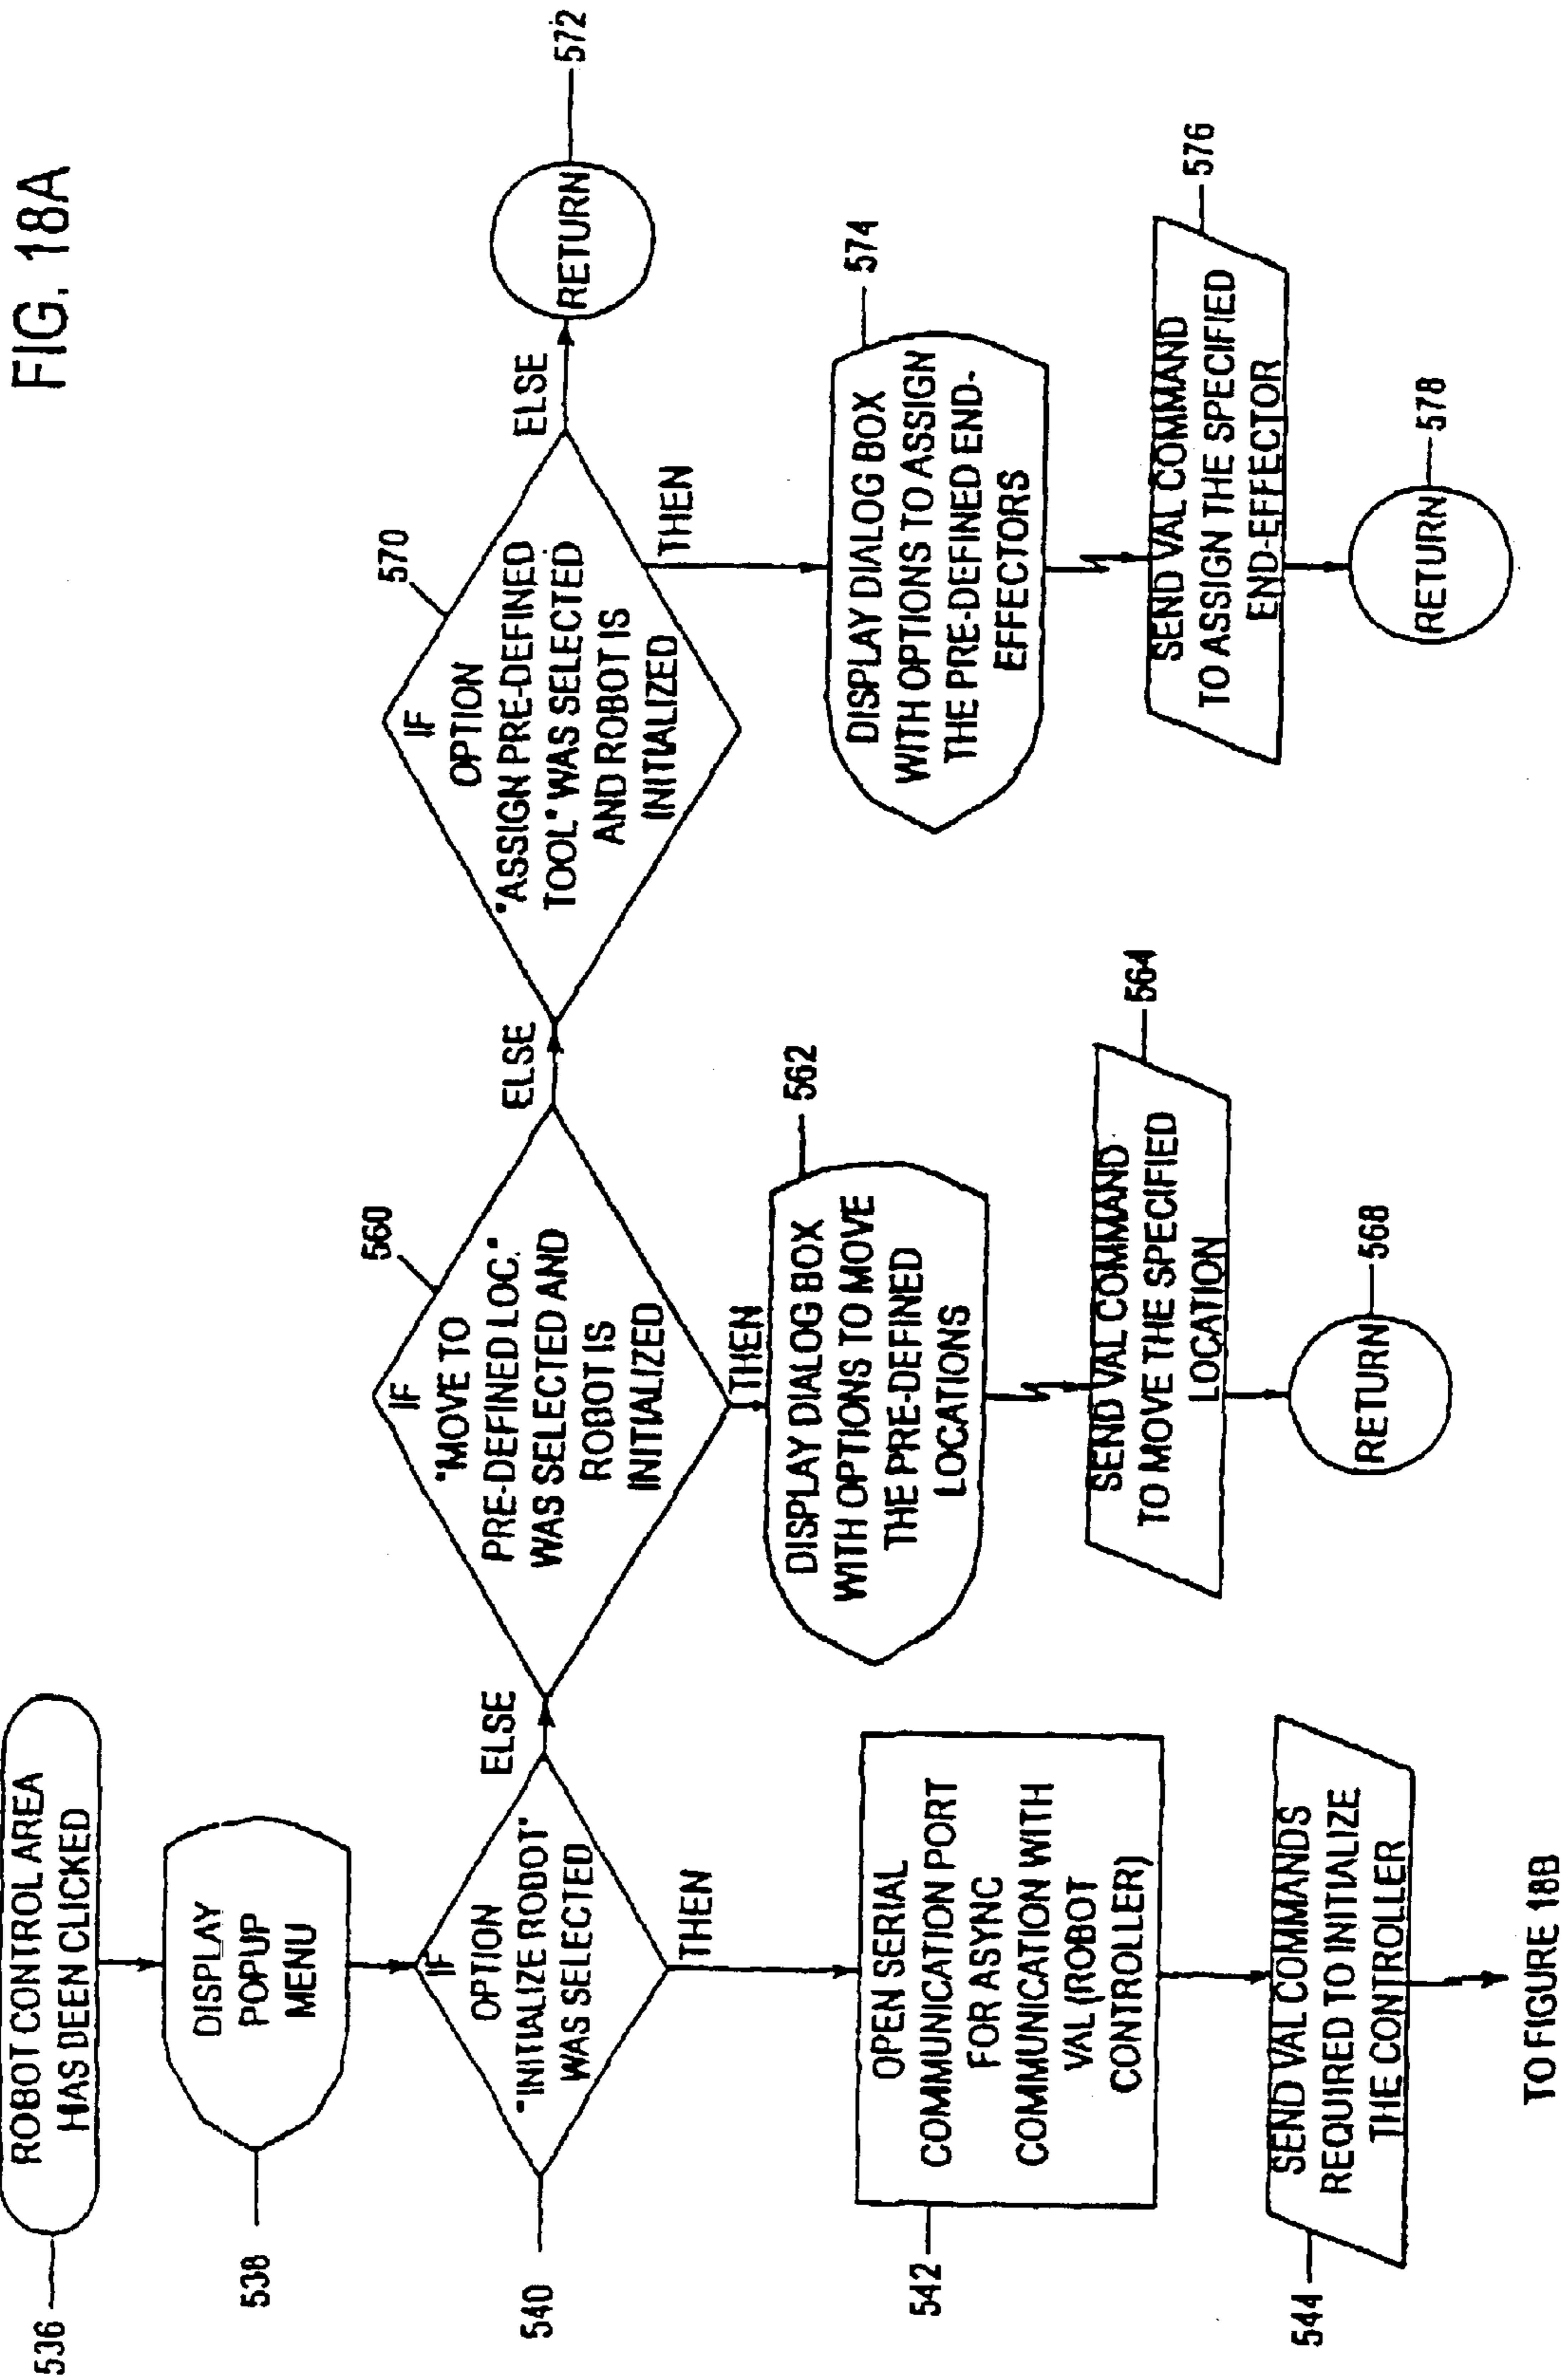 FIG. 18A
ROBOT CONTROL AREA
HAS BEEN CLICKED
536
DISPLAY
POPUP
MENU
538
IF
OPTION
"INITIALIZE ROBOT"
WAS SELECTED
540
THEN
ELSE
OPEN SERIAL
COMMUNICATION PORT
FOR ASYNC
COMMUNICATION WITH
VAL (ROBOT
CONTROLLER)
542
SEND VAL COMMANDS
REQUIRED TO INITIALIZE
THE CONTROLLER
544
TO FIGURE 18B
IF
"MOVE TO
PRE-DEFINED LOC."
WAS SELECTED AND
ROBOT IS
INITIALIZED
560
THEN
ELSE
DISPLAY DIALOG BOX
WITH OPTIONS TO MOVE
THE PRE-DEFINED
LOCATIONS
562
SEND VAL COMMAND
TO MOVE THE SPECIFIED
LOCATION
564
RETURN
568
IF
OPTION
"ASSIGN PRE-DEFINED
TOOL" WAS SELECTED
AND ROBOT IS
INITIALIZED
570
THEN
ELSE
RETURN
572
DISPLAY DIALOG BOX
WITH OPTIONS TO ASSIGN
THE PRE-DEFINED END-
EFFECTORS
574
SEND VAL COMMAND
TO ASSIGN THE SPECIFIED
END-EFFECTOR
576
RETURN
578